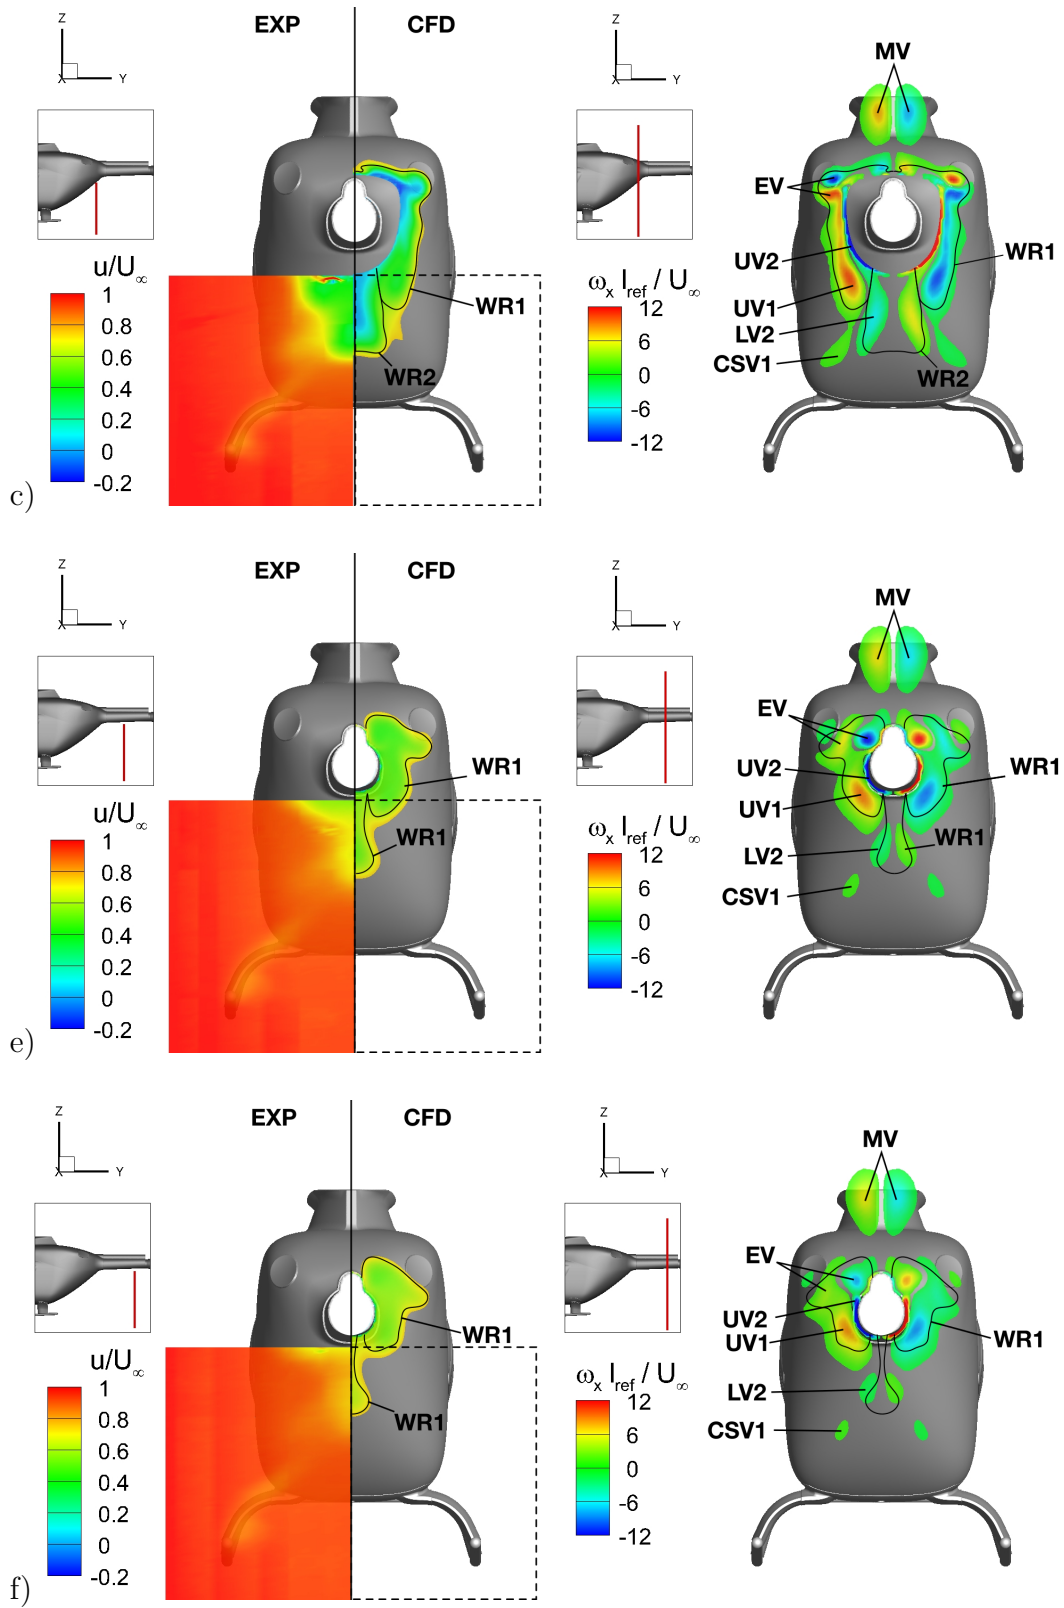 Z
X Y
EXP CFD
u/U∞
1
0.8
0.6
0.4
0.2
0
-0.2
WR1
WR2
c)
Z
X Y
ωx lref / U∞
12
6
0
-6
-12
MV
EV
UV2
UV1
LV2
CSV1
WR1
WR2
Z
X Y
EXP CFD
u/U∞
1
0.8
0.6
0.4
0.2
0
-0.2
WR1
WR1
e)
Z
X Y
ωx lref / U∞
12
6
0
-6
-12
MV
EV
UV2
UV1
LV2
CSV1
WR1
WR1
Z
X Y
EXP CFD
u/U∞
1
0.8
0.6
0.4
0.2
0
-0.2
WR1
WR1
f)
Z
X Y
ωx lref / U∞
12
6
0
-6
-12
MV
EV
UV2
UV1
LV2
CSV1
WR1